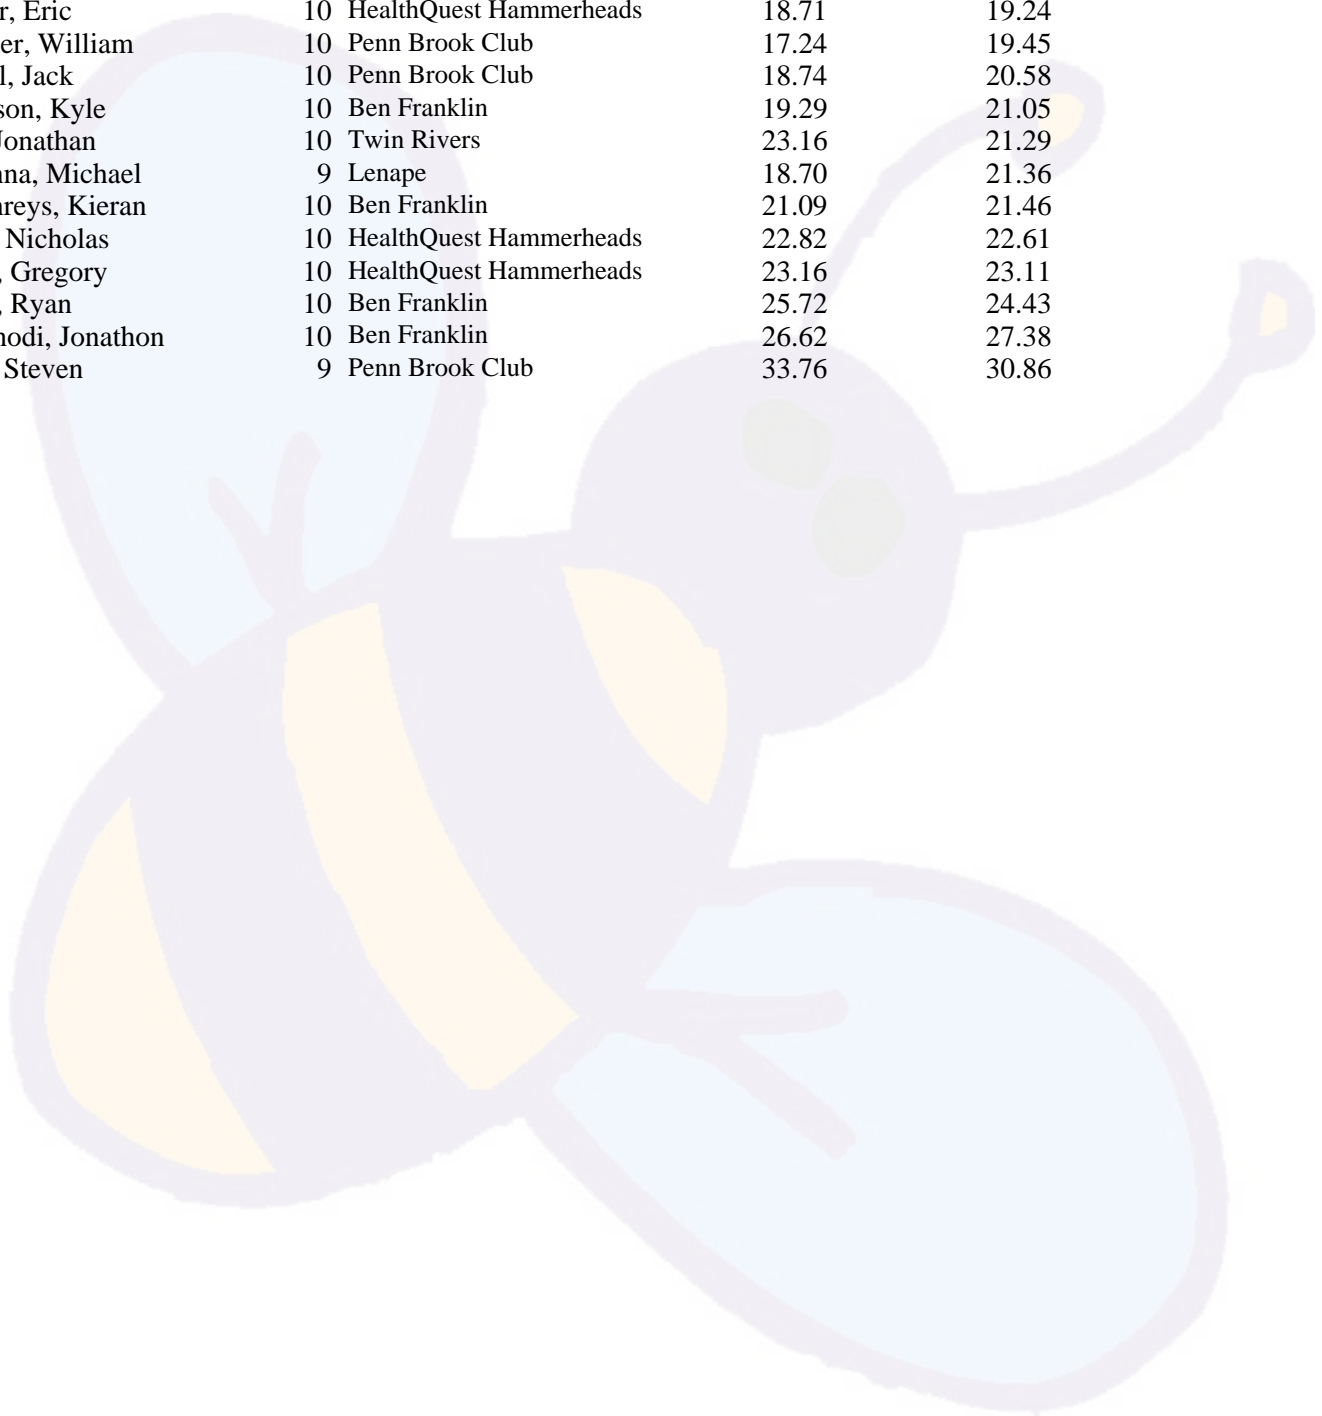 r, Eric 10 HealthQuest Hammerheads 18.71 19.24
er, William 10 Penn Brook Club 17.24 19.45
l, Jack 10 Penn Brook Club 18.74 20.58
son, Kyle 10 Ben Franklin 19.29 21.05
Jonathan 10 Twin Rivers 23.16 21.29
nna, Michael 9 Lenape 18.70 21.36
nreys, Kieran 10 Ben Franklin 21.09 21.46
Nicholas 10 HealthQuest Hammerheads 22.82 22.61
, Gregory 10 HealthQuest Hammerheads 23.16 23.11
, Ryan 10 Ben Franklin 25.72 24.43
nodi, Jonathon 10 Ben Franklin 26.62 27.38
Steven 9 Penn Brook Club 33.76 30.86